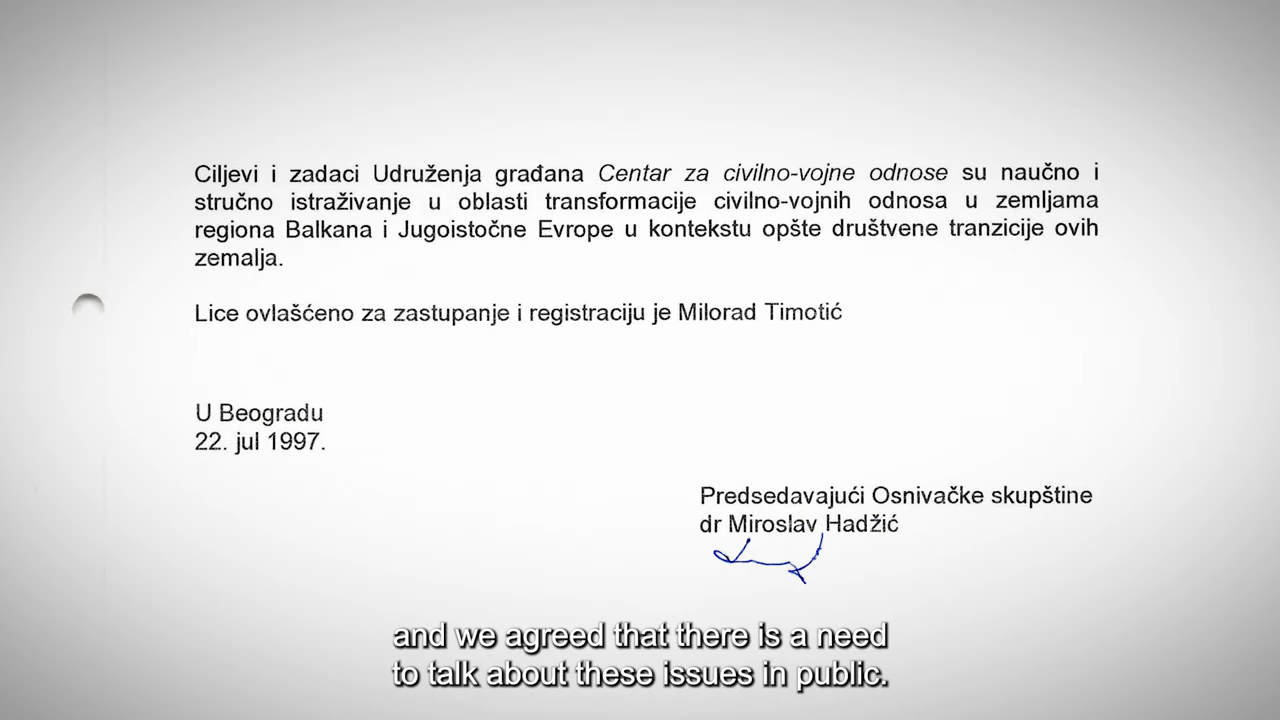 Ciljevi i zadaci Udruženja građana Centar za civilno-vojne odnose su naučno i
stručno istraživanje u oblasti transformacije civilno-vojnih odnosa u zemljama
regiona Balkana i Jugoistočne Evrope u kontekstu opšte društvene tranzicije ovih
zemalja.
Lice ovlašćeno za zastupanje i registraciju je Milorad Timotić
U Beogradu
22. jul 1997.
Predsedavajući Osnivačke skupštine
dr Miroslav Hadžić
and we agreed that there is a need
to talk about these issues in public.